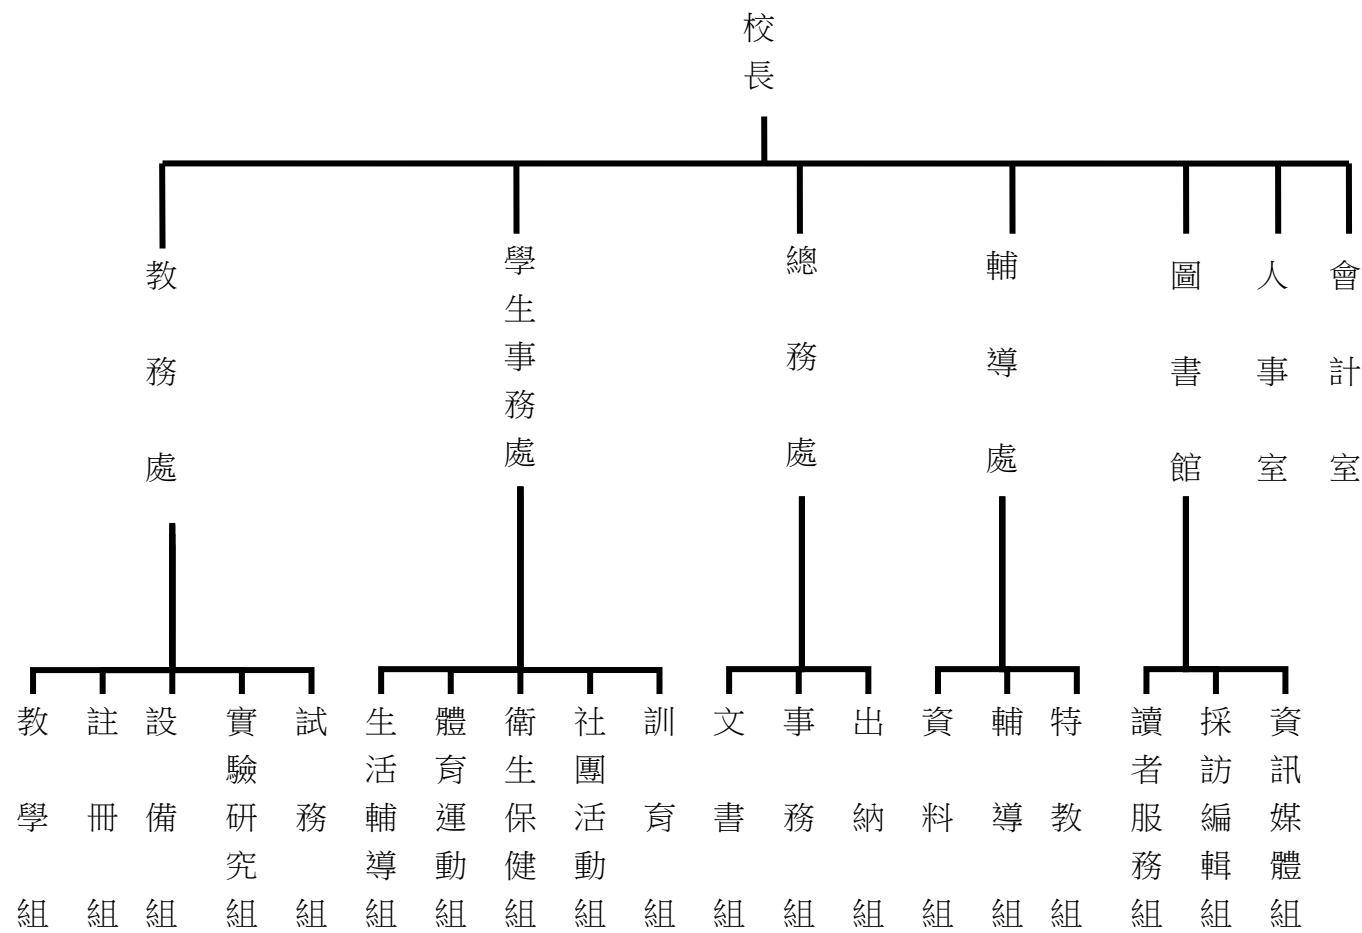 校長
教務處
學生事務處
總務處
輔導處
圖書館
人事室
會計室
教學組
註冊組
設備組
實驗研究組
試務組
生活輔導組
體育運動組
衛生保健組
社團活動組
訓育組
文書組
事務組
出納組
資料組
輔導組
特教組
讀者服務組
採訪編輯組
資訊媒體組